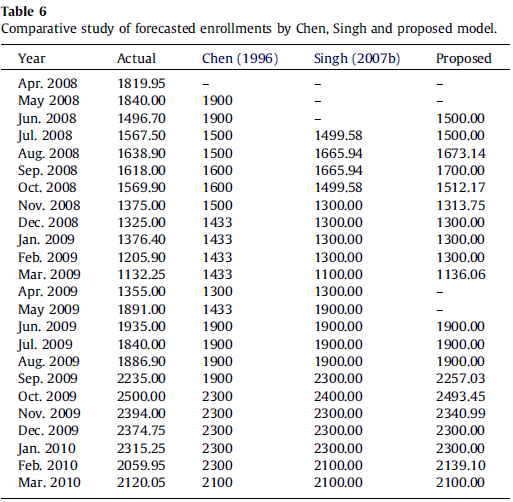 Table 6
Comparative study of forecasted enrollments by Chen, Singh and proposed model.
Year Actual Chen (1996) Singh (2007b) Proposed
Apr. 2008 1819.95 – – –
May 2008 1840.00 1900 – –
Jun. 2008 1496.70 1900 – 1500.00
Jul. 2008 1567.50 1500 1499.58 1500.00
Aug. 2008 1638.90 1500 1665.94 1673.14
Sep. 2008 1618.00 1600 1665.94 1700.00
Oct. 2008 1569.90 1600 1499.58 1512.17
Nov. 2008 1375.00 1500 1300.00 1313.75
Dec. 2008 1325.00 1433 1300.00 1300.00
Jan. 2009 1376.40 1433 1300.00 1300.00
Feb. 2009 1205.90 1433 1300.00 1300.00
Mar. 2009 1132.25 1433 1100.00 1136.06
Apr. 2009 1355.00 1300 1300.00 –
May 2009 1891.00 1433 1900.00 –
Jun. 2009 1935.00 1900 1900.00 1900.00
Jul. 2009 1840.00 1900 1900.00 1900.00
Aug. 2009 1886.90 1900 1900.00 1900.00
Sep. 2009 2235.00 1900 2300.00 2257.03
Oct. 2009 2500.00 2300 2400.00 2493.45
Nov. 2009 2394.00 2300 2300.00 2340.99
Dec. 2009 2374.75 2300 2300.00 2300.00
Jan. 2010 2315.25 2300 2300.00 2300.00
Feb. 2010 2059.95 2300 2100.00 2139.10
Mar. 2010 2120.05 2100 2100.00 2100.00